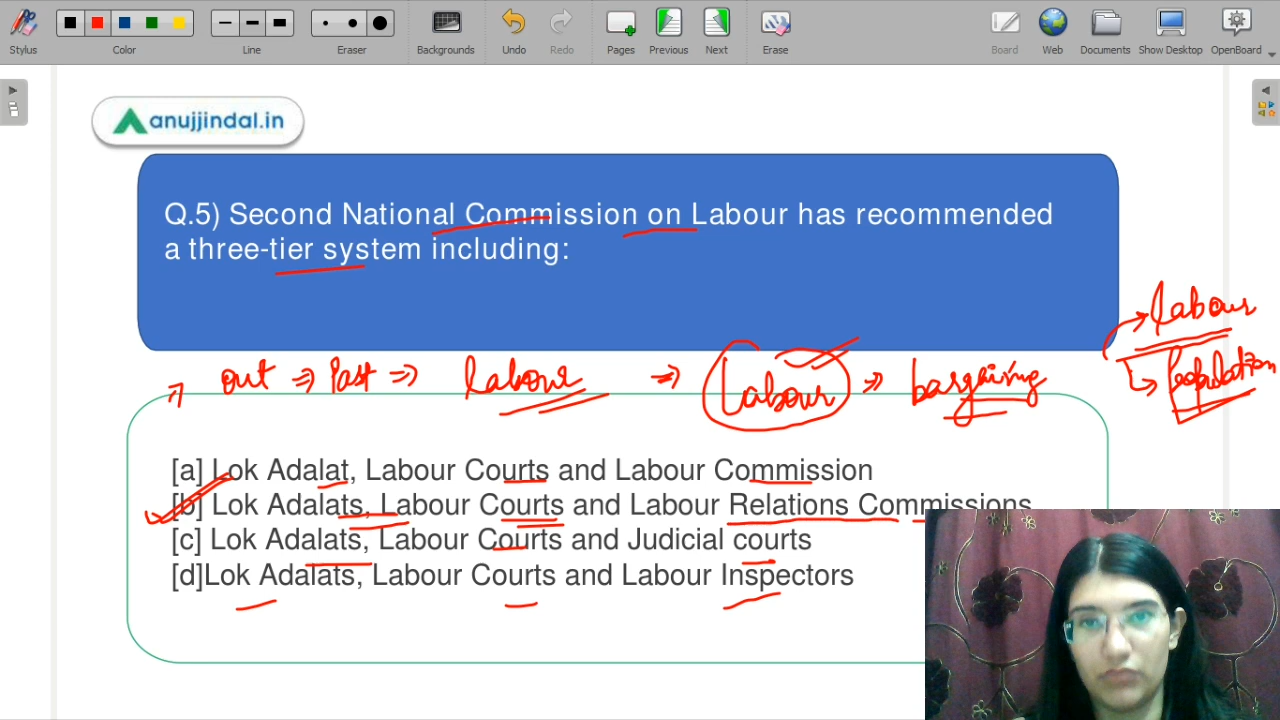 Stylus
Color
Line
Eraser
Backgrounds
Undo
Redo
Pages
Previous
Next
Erase
Board
Web
Documents
Show Desktop
OpenBoard
anujjindal.in
Q.5) Second National Commission on Labour has recommended
a three-tier system including:
labour
population
out ⇒ Past ⇒ labour ⇒ Labour ⇒ bargaining
[a] Lok Adalat, Labour Courts and Labour Commission
[b] Lok Adalats, Labour Courts and Labour Relations Commissions
[c] Lok Adalats, Labour Courts and Judicial courts
[d]Lok Adalats, Labour Courts and Labour Inspectors